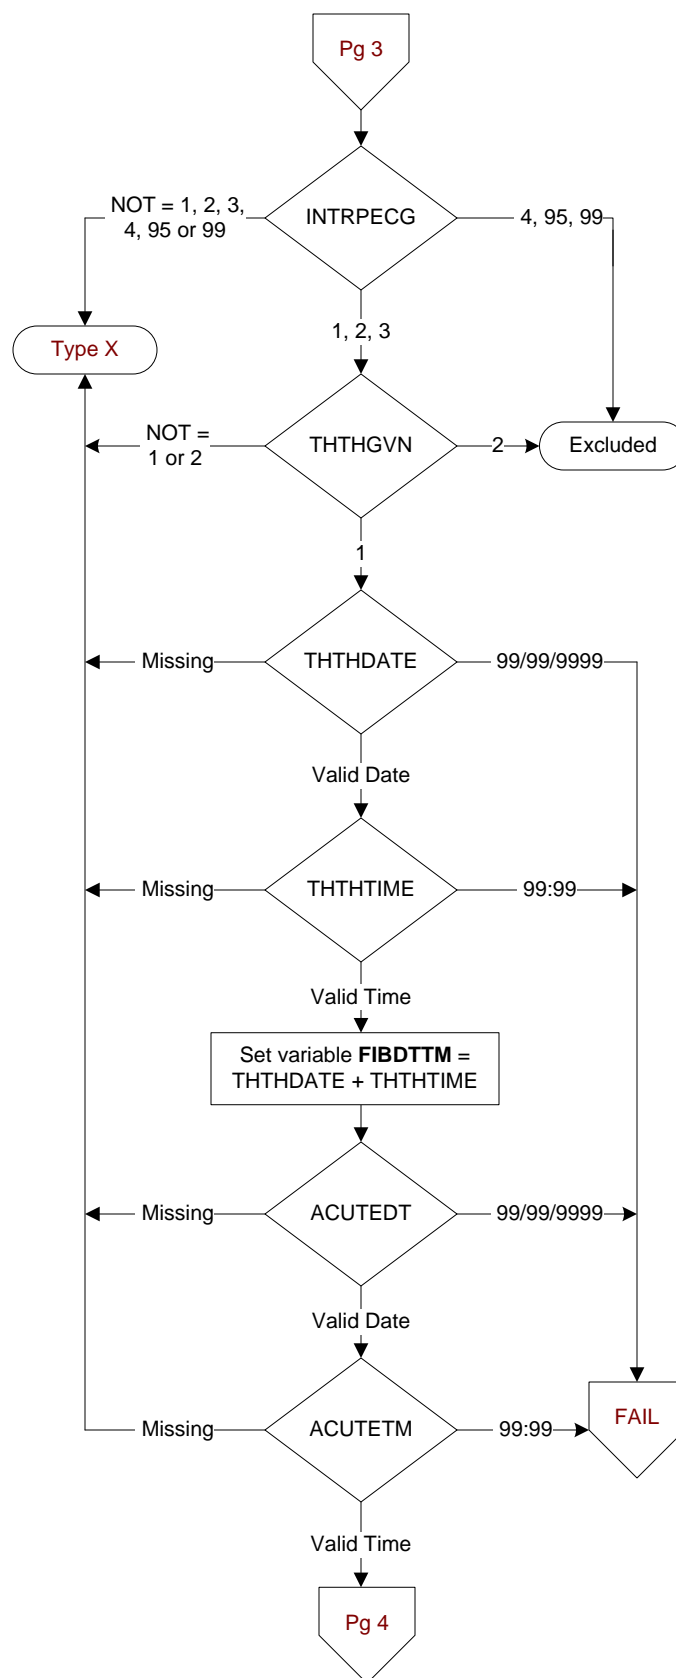 Pg 3
NOT = 1, 2, 3,
4, 95 or 99
INTRPECG
4, 95, 99
1, 2, 3
Type X
NOT =
1 or 2
THTHGVN
2
Excluded
1
Missing
THTHDATE
99/99/9999
Valid Date
Missing
THTHTIME
99:99
Valid Time
Set variable FIBDTTM =
THTHDATE + THTHTIME
Missing
ACUTEDT
99/99/9999
Valid Date
Missing
ACUTETM
99:99
FAIL
Valid Time
Pg 4